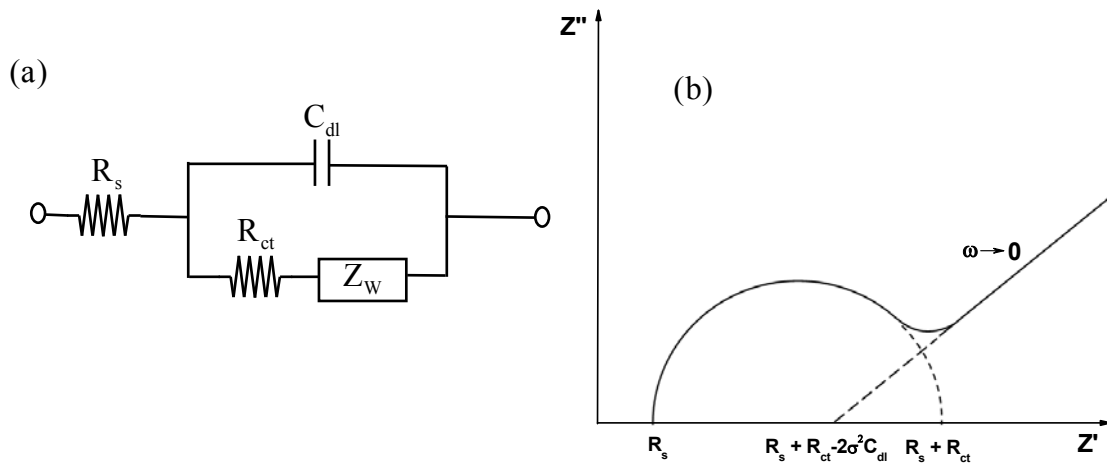 (a)
C_dl
R_s
R_ct
Z_W
Z''
(b)
ω→0
R_s
R_s + R_ct-2σ²C_dl
R_s + R_ct
Z'